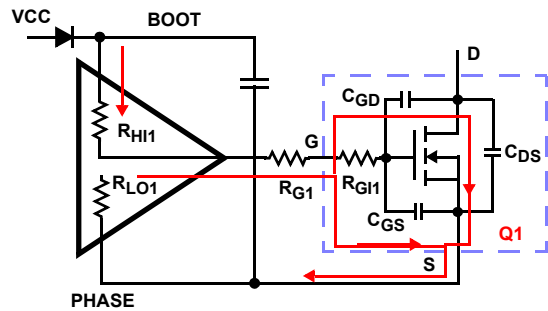 VCC
BOOT
D
CGD
RHI1
G
CDS
RLO1
RG1
RGI1
CGS
Q1
S
PHASE